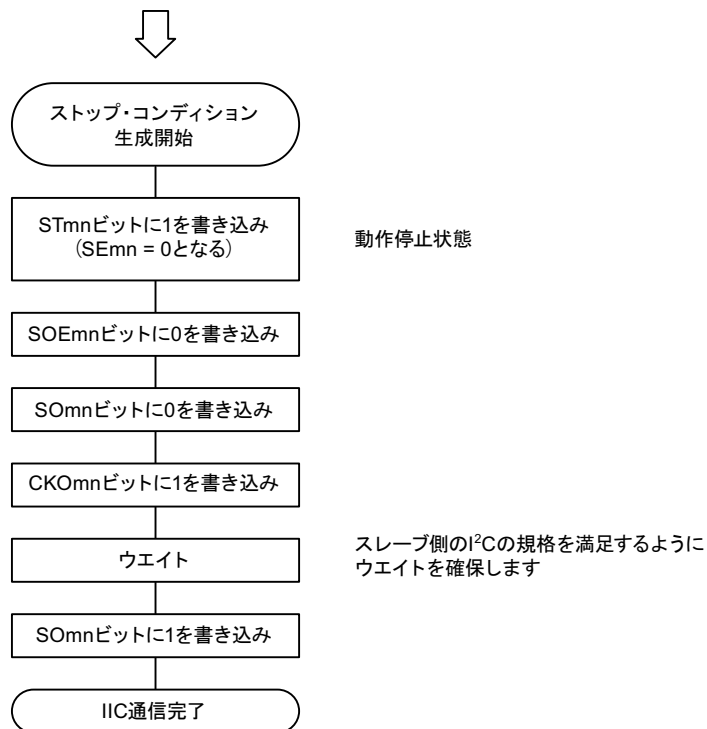 ストップ・コンディション
生成開始
STmnビットに1を書き込み
（SEmn = 0となる）
動作停止状態
SOEmnビットに0を書き込み
SOmnビットに0を書き込み
CKOmnビットに1を書き込み
ウエイト
スレーブ側のI²Cの規格を満足するように
ウエイトを確保します
SOmnビットに1を書き込み
IIC通信完了